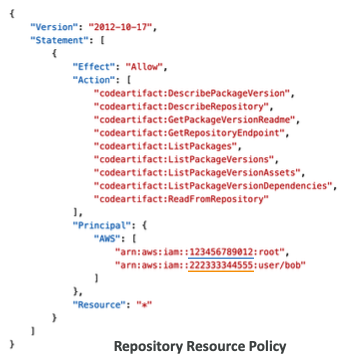 {
"Version": "2012-10-17",
"Statement": [
{
"Effect": "Allow",
"Action": [
"codeartifact:DescribePackageVersion",
"codeartifact:DescribeRepository",
"codeartifact:GetPackageVersionReadme",
"codeartifact:GetRepositoryEndpoint",
"codeartifact:ListPackages",
"codeartifact:ListPackageVersions",
"codeartifact:ListPackageVersionAssets",
"codeartifact:ListPackageVersionDependencies",
"codeartifact:ReadFromRepository"
],
"Principal": {
"AWS": [
"arn:aws:iam::123456789012:root",
"arn:aws:iam::222333344555:user/bob"
]
},
"Resource": "*"
}
]
}
Repository Resource Policy